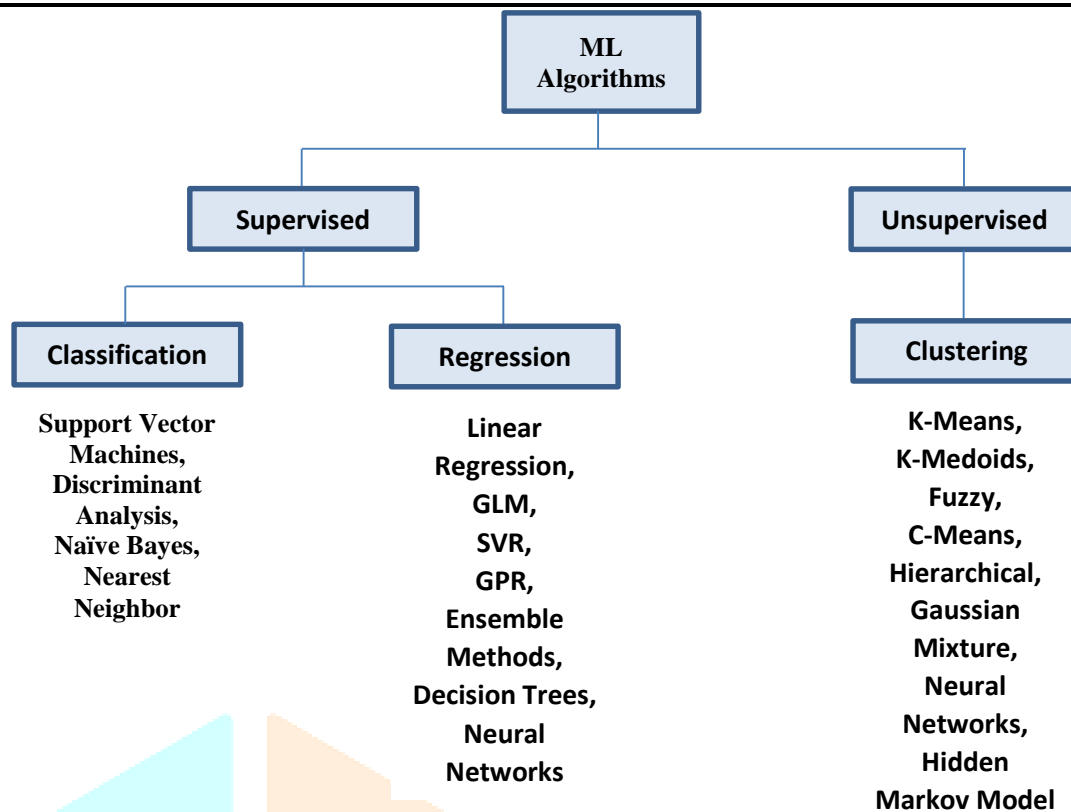 ML
Algorithms
Supervised
Unsupervised
Classification
Regression
Clustering
Support Vector
Machines,
Discriminant
Analysis,
Naïve Bayes,
Nearest
Neighbor
Linear
Regression,
GLM,
SVR,
GPR,
Ensemble
Methods,
Decision Trees,
Neural
Networks
K-Means,
K-Medoids,
Fuzzy,
C-Means,
Hierarchical,
Gaussian
Mixture,
Neural
Networks,
Hidden
Markov Model